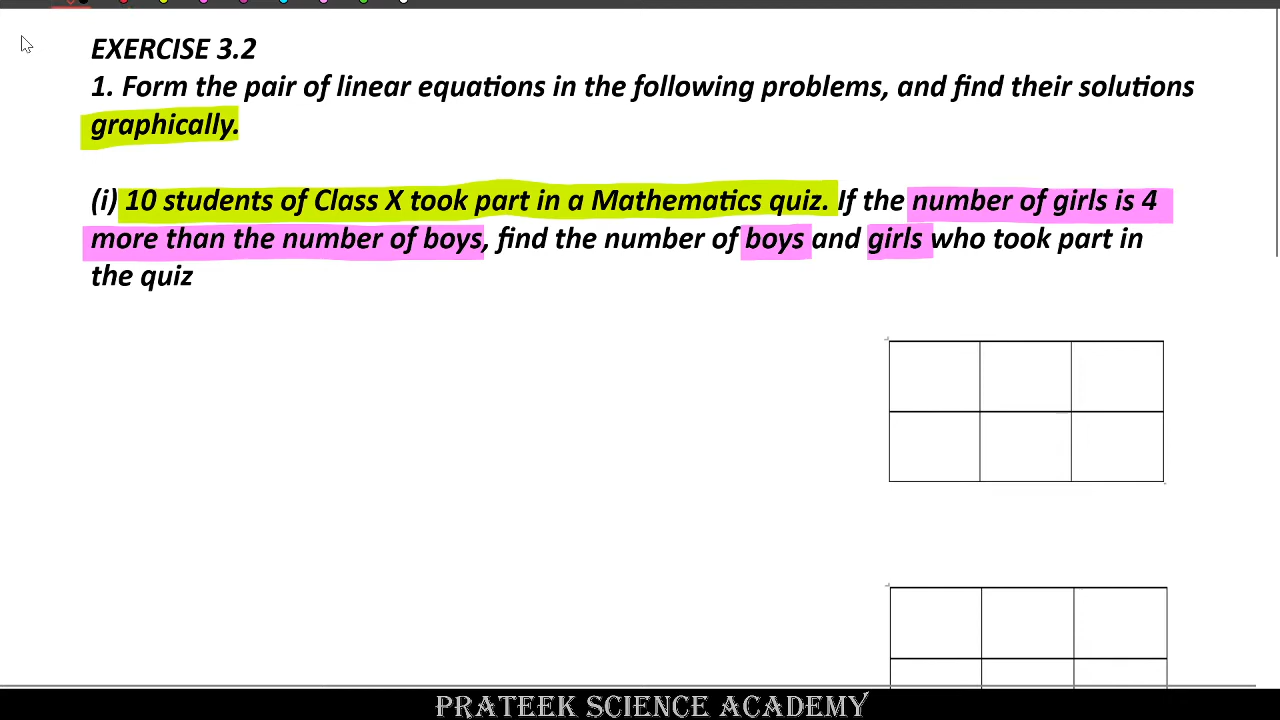 EXERCISE 3.2
1. Form the pair of linear equations in the following problems, and find their solutions
graphically.
(i) 10 students of Class X took part in a Mathematics quiz. If the number of girls is 4
more than the number of boys, find the number of boys and girls who took part in
the quiz
PRATEEK SCIENCE ACADEMY